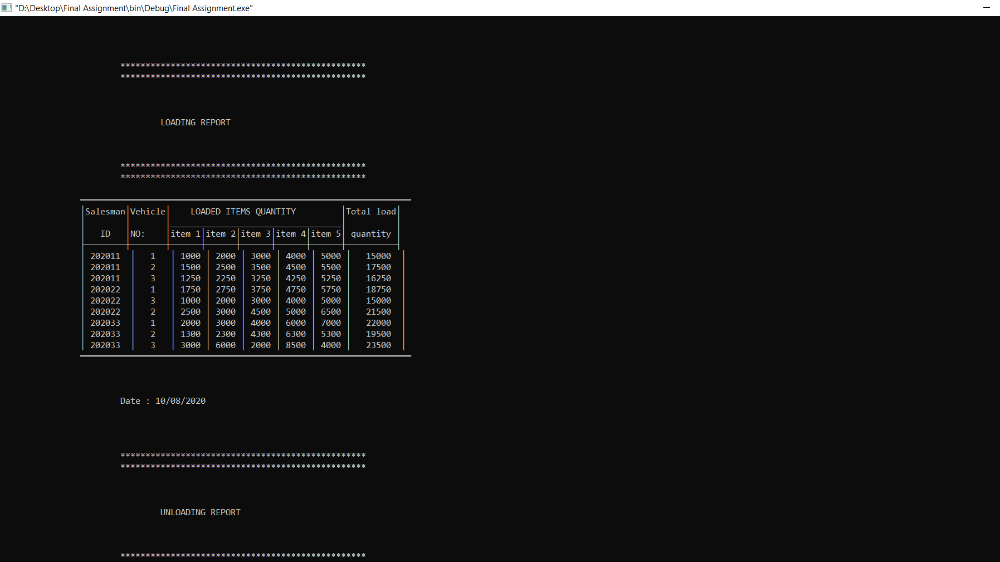 "D:\Desktop\Final Assignment\bin\Debug\Final Assignment.exe"
*************************************************
*************************************************
LOADING REPORT
*************************************************
*************************************************
Salesman Vehicle LOADED ITEMS QUANTITY Total load
ID NO: item 1 item 2 item 3 item 4 item 5 quantity
202011 1 1000 2000 3000 4000 5000 15000
202011 2 1500 2500 3500 4500 5500 17500
202011 3 1250 2250 3250 4250 5250 16250
202022 1 1750 2750 3750 4750 5750 18750
202022 3 1000 2000 3000 4000 5000 15000
202022 2 2500 3000 4500 5000 6500 21500
202033 1 2000 3000 4000 6000 7000 22000
202033 2 1300 2300 4300 6300 5300 19500
202033 3 3000 6000 2000 8500 4000 23500
Date : 10/08/2020
*************************************************
*************************************************
UNLOADING REPORT
*************************************************